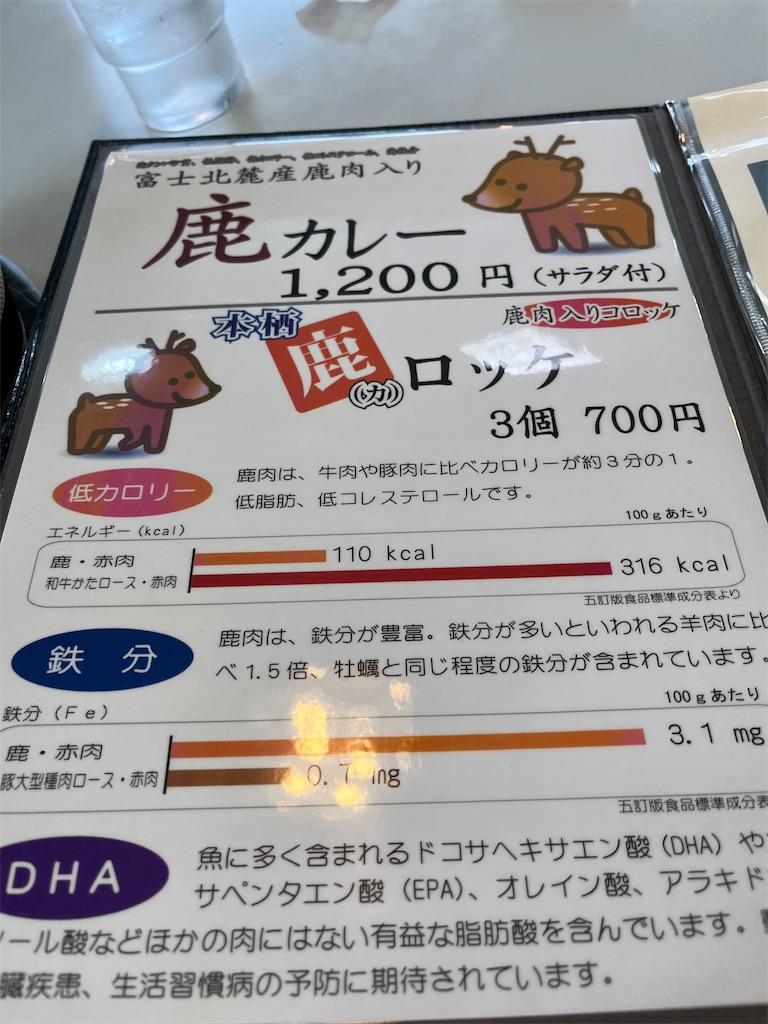 富士北麓産鹿肉入り
鹿カレー
1,200円(サラダ付)
鹿肉入りコロッケ
本栖
鹿(カ)ロッケ
3個 700円
低カロリー
鹿肉は、牛肉や豚肉に比べカロリーが約3分の1。
低脂肪、低コレステロールです。
エネルギー(kcal)
100gあたり
鹿・赤肉 110 kcal
和牛かたロース・赤肉 316 kcal
五訂版食品標準成分表より
鉄 分
鹿肉は、鉄分が豊富。鉄分が多いといわれる羊肉に比
べ1.5倍、牡蠣と同じ程度の鉄分が含まれています。
鉄分(Fe)
100gあたり
鹿・赤肉 3.1 mg
豚大型種肉ロース・赤肉 0.7 mg
五訂版食品標準成分表
DHA
魚に多く含まれるドコサヘキサエン酸(DHA)や
サペンタエン酸(EPA)、オレイン酸、アラキド
ール酸などほかの肉にはない有益な脂肪酸を含んでいます。
臓疾患、生活習慣病の予防に期待されています。